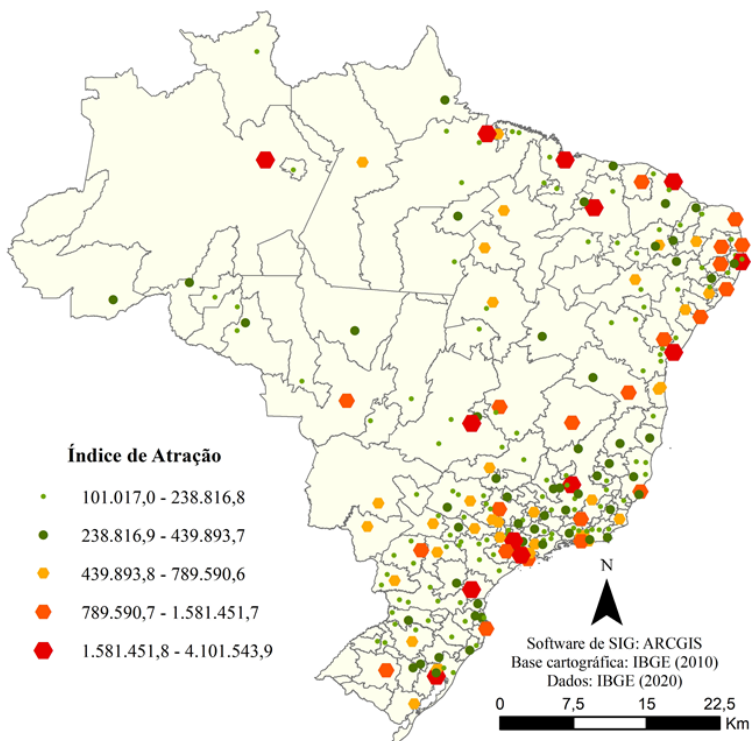 Índice de Atração
101.017,0 - 238.816,8
238.816,9 - 439.893,7
439.893,8 - 789.590,6
789.590,7 - 1.581.451,7
1.581.451,8 - 4.101.543,9
N
Software de SIG: ARCGIS
Base cartográfica: IBGE (2010)
Dados: IBGE (2020)
0 7,5 15 22,5
Km